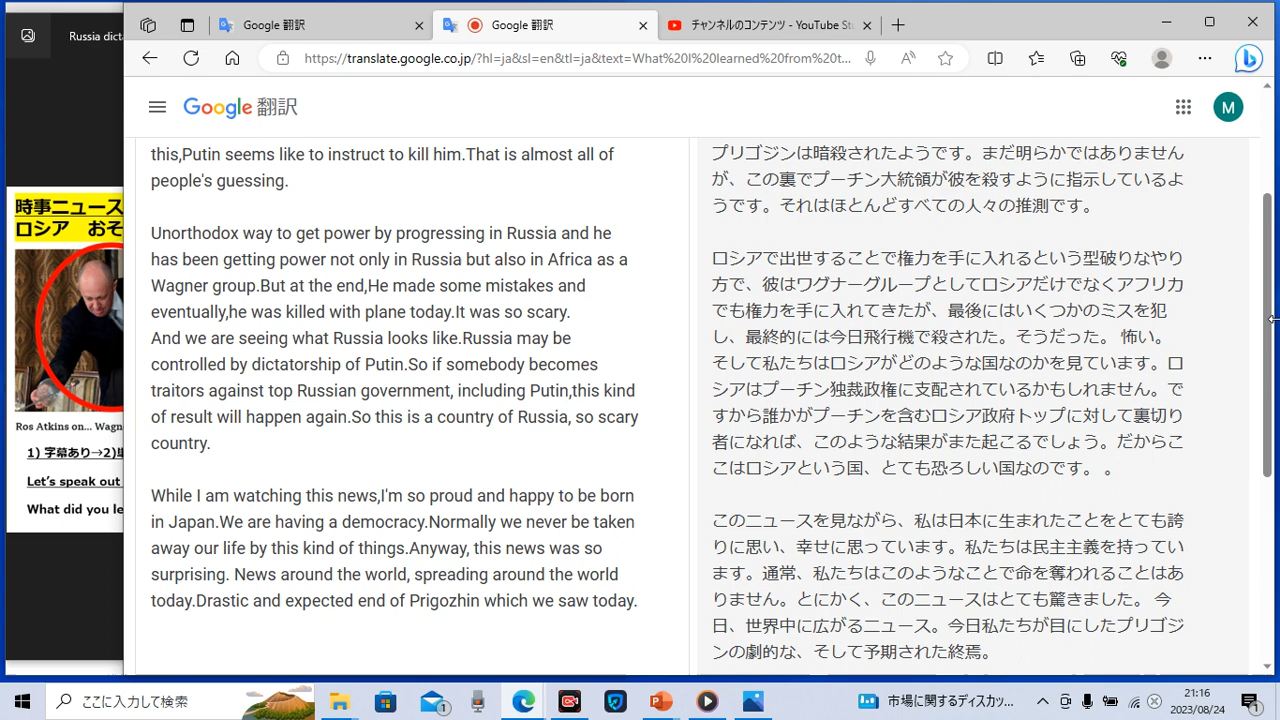 Russia dicta
Google 翻訳
Google 翻訳
チャンネルのコンテンツ - YouTube St
https://translate.google.co.jp/?hl=ja&sl=en&tl=ja&text=What%20I%20learned%20from%20t...
Google 翻訳
M
this,Putin seems like to instruct to kill him.That is almost all of
people's guessing.
Unorthodox way to get power by progressing in Russia and he
has been getting power not only in Russia but also in Africa as a
Wagner group.But at the end,He made some mistakes and
eventually,he was killed with plane today.It was so scary.
And we are seeing what Russia looks like.Russia may be
controlled by dictatorship of Putin.So if somebody becomes
traitors against top Russian government, including Putin,this kind
of result will happen again.So this is a country of Russia, so scary
country.
While I am watching this news,I'm so proud and happy to be born
in Japan.We are having a democracy.Normally we never be taken
away our life by this kind of things.Anyway, this news was so
surprising. News around the world, spreading around the world
today.Drastic and expected end of Prigozhin which we saw today.
プリゴジンは暗殺されたようです。まだ明らかではありません
が、この裏でプーチン大統領が彼を殺すように指示しているよ
うです。それはほとんどすべての人々の推測です。
ロシアで出世することで権力を手に入れるという型破りなやり
方で、彼はワグナーグループとしてロシアだけでなくアフリカ
でも権力を手に入れてきたが、最後にはいくつかのミスを犯
し、最終的には今日飛行機で殺された。そうだった。 怖い。
そして私たちはロシアがどのような国なのかを見ています。ロ
シアはプーチン独裁政権に支配されているかもしれません。で
すから誰かがプーチンを含むロシア政府トップに対して裏切り
者になれば、このような結果がまた起こるでしょう。だからこ
こはロシアという国、とても恐ろしい国なのです。 。
このニュースを見ながら、私は日本に生まれたことをとても誇
りに思い、幸せに思っています。私たちは民主主義を持ってい
ます。通常、私たちはこのようなことで命を奪われることはあ
りません。とにかく、このニュースはとても驚きました。 今
日、世界中に広がるニュース。今日私たちが目にしたプリゴジ
ンの劇的な、そして予期された終焉。
時事ニュース
ロシア おそ
Ros Atkins on... Wagn
1) 字幕あり→2)
Let's speak out
What did you le
ここに入力して検索
1
市場に関するディスカッ...
21:16
2023/08/24
1